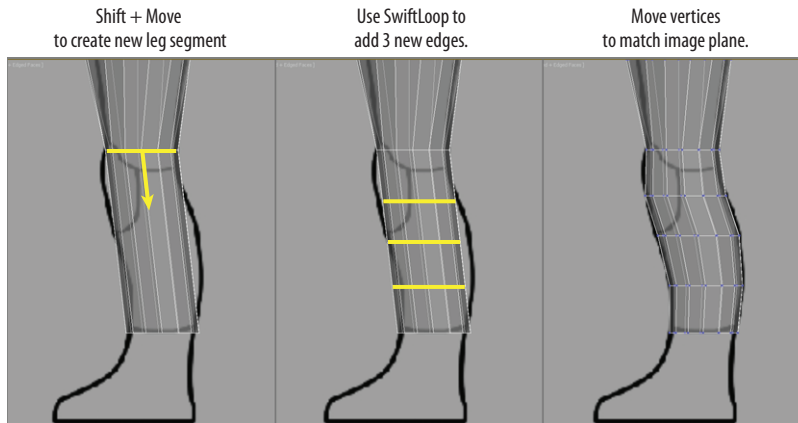 Shift + Move
to create new leg segment
Use SwiftLoop to
add 3 new edges.
Move vertices
to match image plane.